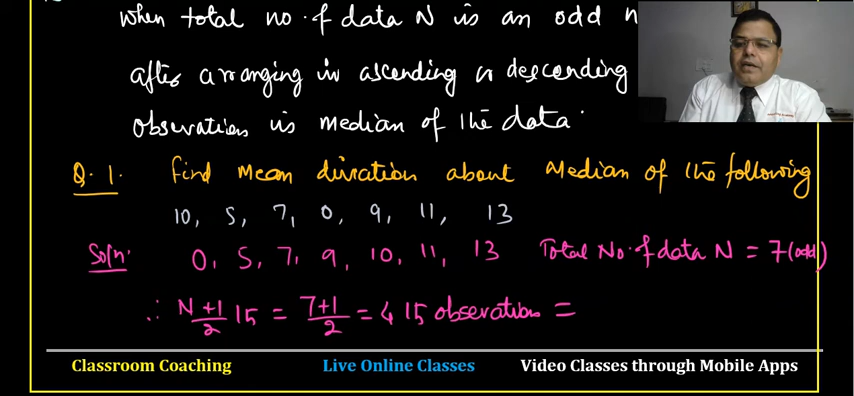 when total no. of data N is an odd n
after arranging in ascending or descending
observation is median of the data.
Q.1. Find Mean diviation about Median of the following
10, 5, 7, 0, 9, 11, 13
Soln: 0, 5, 7, 9, 10, 11, 13 Total No. of data N = 7 (odd)
∴ N+1/2 th = 7+1/2 = 4 th observation =
Classroom Coaching Live Online Classes Video Classes through Mobile Apps